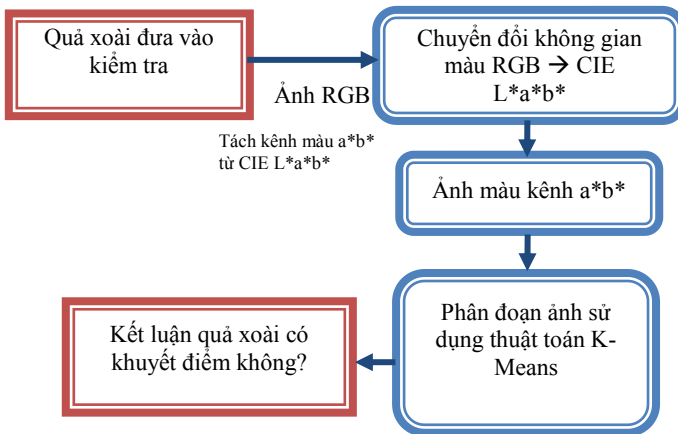 Quả xoài đưa vào
kiểm tra
Ảnh RGB
Chuyển đổi không gian
màu RGB → CIE
L*a*b*
Tách kênh màu a*b*
từ CIE L*a*b*
Ảnh màu kênh a*b*
Phân đoạn ảnh sử
dụng thuật toán K-
Means
Kết luận quả xoài có
khuyết điểm không?